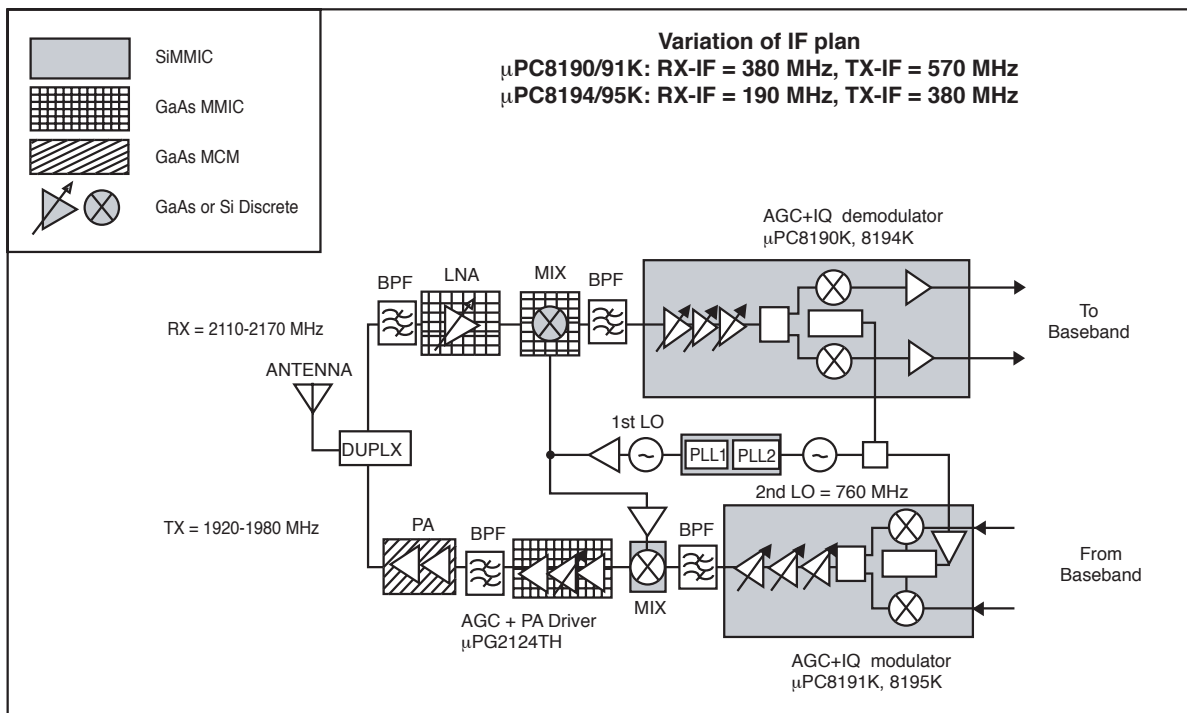 SiMMIC
GaAs MMIC
GaAs MCM
GaAs or Si Discrete
Variation of IF plan
μPC8190/91K: RX-IF = 380 MHz, TX-IF = 570 MHz
μPC8194/95K: RX-IF = 190 MHz, TX-IF = 380 MHz
AGC+IQ demodulator
μPC8190K, 8194K
BPF
LNA
MIX
BPF
RX = 2110-2170 MHz
To
Baseband
ANTENNA
DUPLX
1st LO
~
PLL1
PLL2
~
2nd LO = 760 MHz
TX = 1920-1980 MHz
PA
BPF
BPF
From
Baseband
MIX
AGC + PA Driver
μPG2124TH
AGC+IQ modulator
μPC8191K, 8195K